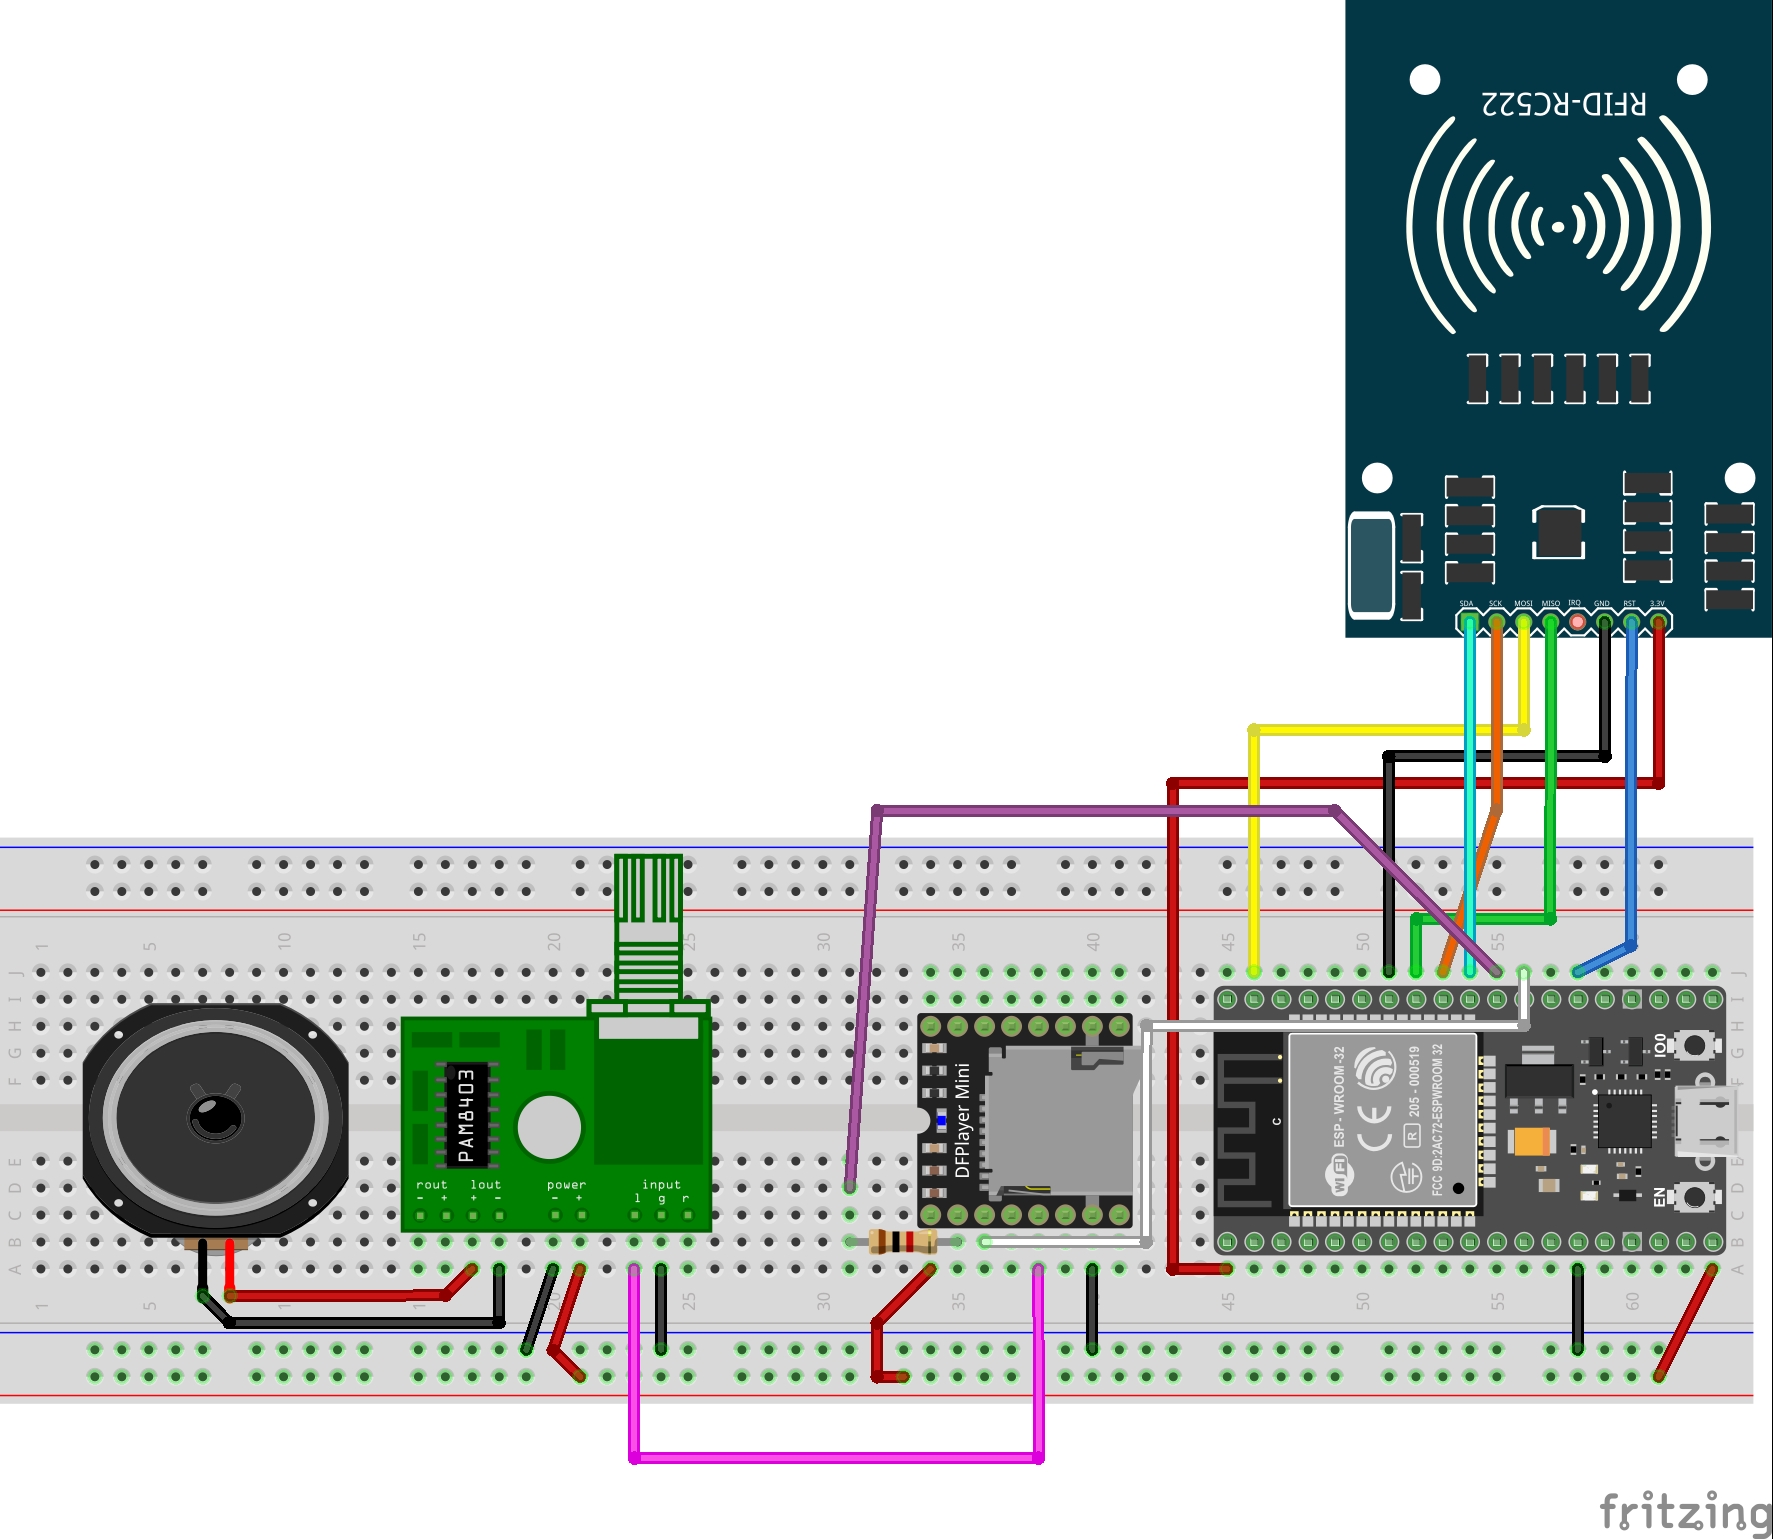 RFID-RC522
SDA SCK MOSI MISO IRQ GND RST 3.3V
1 5 10 15 20 25 30 35 40 45 50 55
J
I
H
G
F
E
D
C
B
A
J
G
F
D
C
B
A
PAM8403
rout lout power input
- + + - - + l g r
DFPlayer Mini
WiFi
ESP - WROOM -32
CE
R
205 - 000519
FCC 9D:2AC72-ESPWROOM 32
C
IO0
EN
1 5 10 15 20 25 30 35 45 50 55 60
fritzing